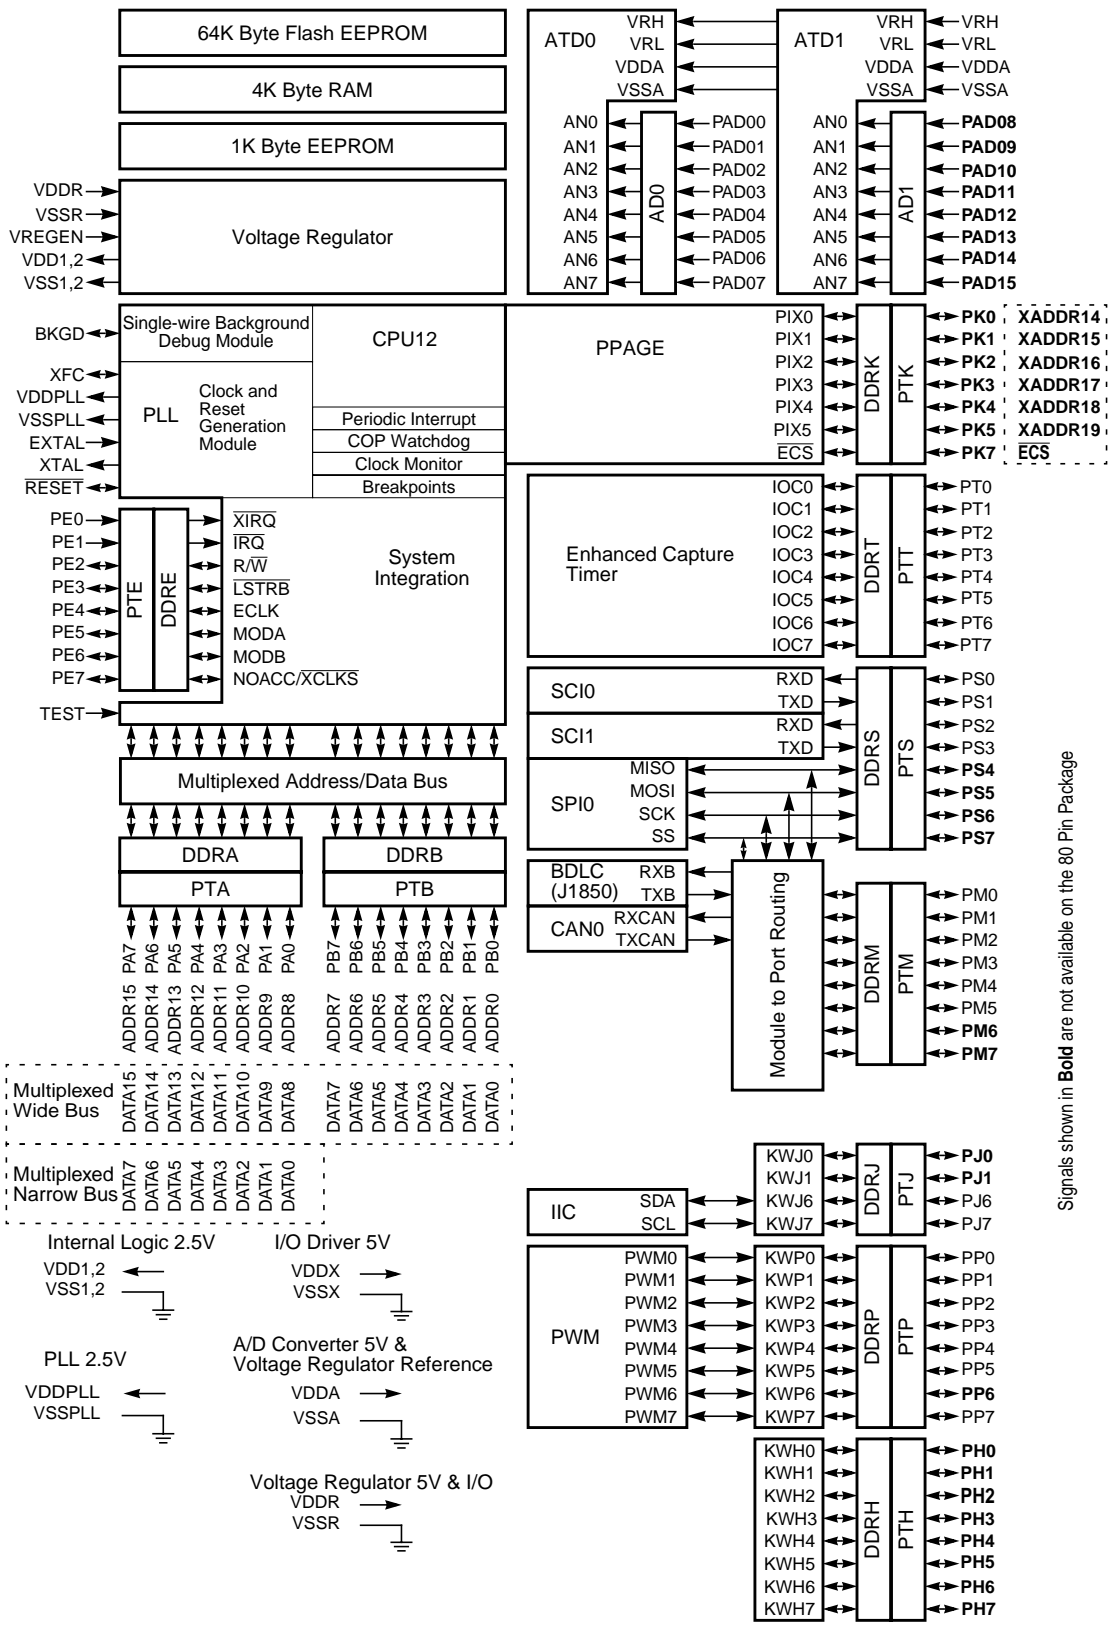 64K Byte Flash EEPROM
4K Byte RAM
1K Byte EEPROM
VDDR
VSSR
VREGEN
VDD1,2
VSS1,2
Voltage Regulator
BKGD
Single-wire Background
Debug Module
CPU12
XFC
VDDPLL
VSSPLL
EXTAL
XTAL
RESET
PLL
Clock and
Reset
Generation
Module
Periodic Interrupt
COP Watchdog
Clock Monitor
Breakpoints
PE0
PE1
PE2
PE3
PE4
PE5
PE6
PE7
TEST
PTE
DDRE
XIRQ
IRQ
R/W
LSTRB
ECLK
MODA
MODB
NOACC/XCLKS
System
Integration
Multiplexed Address/Data Bus
DDRA
DDRB
PTA
PTB
PA7
PA6
PA5
PA4
PA3
PA2
PA1
PA0
PB7
PB6
PB5
PB4
PB3
PB2
PB1
PB0
ADDR15
ADDR14
ADDR13
ADDR12
ADDR11
ADDR10
ADDR9
ADDR8
ADDR7
ADDR6
ADDR5
ADDR4
ADDR3
ADDR2
ADDR1
ADDR0
Multiplexed
Wide Bus
DATA15
DATA14
DATA13
DATA12
DATA11
DATA10
DATA9
DATA8
DATA7
DATA6
DATA5
DATA4
DATA3
DATA2
DATA1
DATA0
Multiplexed
Narrow Bus
DATA7
DATA6
DATA5
DATA4
DATA3
DATA2
DATA1
DATA0
Internal Logic 2.5V
VDD1,2
VSS1,2
I/O Driver 5V
VDDX
VSSX
PLL 2.5V
VDDPLL
VSSPLL
A/D Converter 5V &
Voltage Regulator Reference
VDDA
VSSA
Voltage Regulator 5V & I/O
VDDR
VSSR
ATD0
VRH
VRL
VDDA
VSSA
AN0
AN1
AN2
AN3
AN4
AN5
AN6
AN7
AD0
PAD00
PAD01
PAD02
PAD03
PAD04
PAD05
PAD06
PAD07
ATD1
VRH
VRL
VDDA
VSSA
VRH
VRL
VDDA
VSSA
AN0
AN1
AN2
AN3
AN4
AN5
AN6
AN7
AD1
PAD08
PAD09
PAD10
PAD11
PAD12
PAD13
PAD14
PAD15
PPAGE
PIX0
PIX1
PIX2
PIX3
PIX4
PIX5
ECS
DDRK
PTK
PK0 XADDR14
PK1 XADDR15
PK2 XADDR16
PK3 XADDR17
PK4 XADDR18
PK5 XADDR19
PK7 ECS
Enhanced Capture
Timer
IOC0
IOC1
IOC2
IOC3
IOC4
IOC5
IOC6
IOC7
DDRT
PTT
PT0
PT1
PT2
PT3
PT4
PT5
PT6
PT7
SCI0
RXD
TXD
SCI1
RXD
TXD
SPI0
MISO
MOSI
SCK
SS
DDRS
PTS
PS0
PS1
PS2
PS3
PS4
PS5
PS6
PS7
BDLC
(J1850)
RXB
TXB
CAN0
RXCAN
TXCAN
Module to Port Routing
DDRM
PTM
PM0
PM1
PM2
PM3
PM4
PM5
PM6
PM7
Signals shown in Bold are not available on the 80 Pin Package
IIC
SDA
SCL
KWJ0
KWJ1
KWJ6
KWJ7
DDRJ
PTJ
PJ0
PJ1
PJ6
PJ7
PWM
PWM0
PWM1
PWM2
PWM3
PWM4
PWM5
PWM6
PWM7
KWP0
KWP1
KWP2
KWP3
KWP4
KWP5
KWP6
KWP7
DDRP
PTP
PP0
PP1
PP2
PP3
PP4
PP5
PP6
PP7
KWH0
KWH1
KWH2
KWH3
KWH4
KWH5
KWH6
KWH7
DDRH
PTH
PH0
PH1
PH2
PH3
PH4
PH5
PH6
PH7